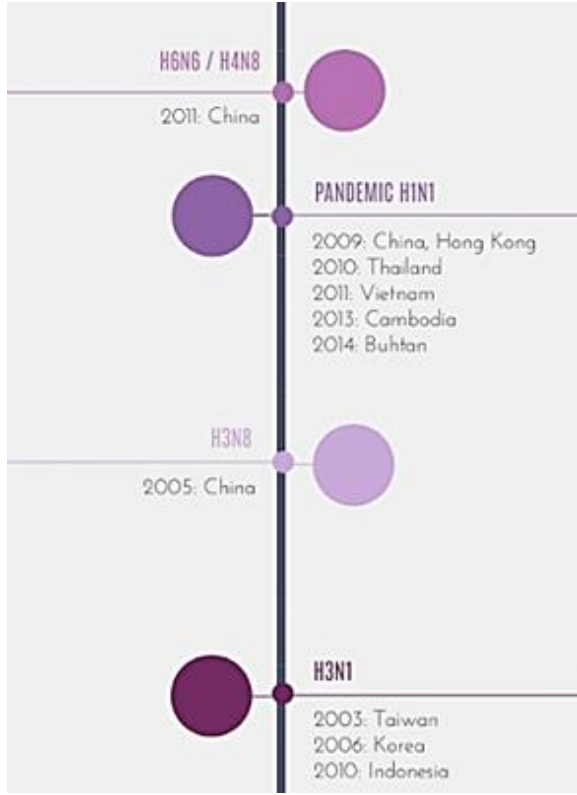 H6N6 / H4N8
2011: China
PANDEMIC H1N1
2009: China, Hong Kong
2010: Thailand
2011: Vietnam
2013: Cambodia
2014: Buhtan
H3N8
2005: China
H3N1
2003: Taiwan
2006: Korea
2010: Indonesia